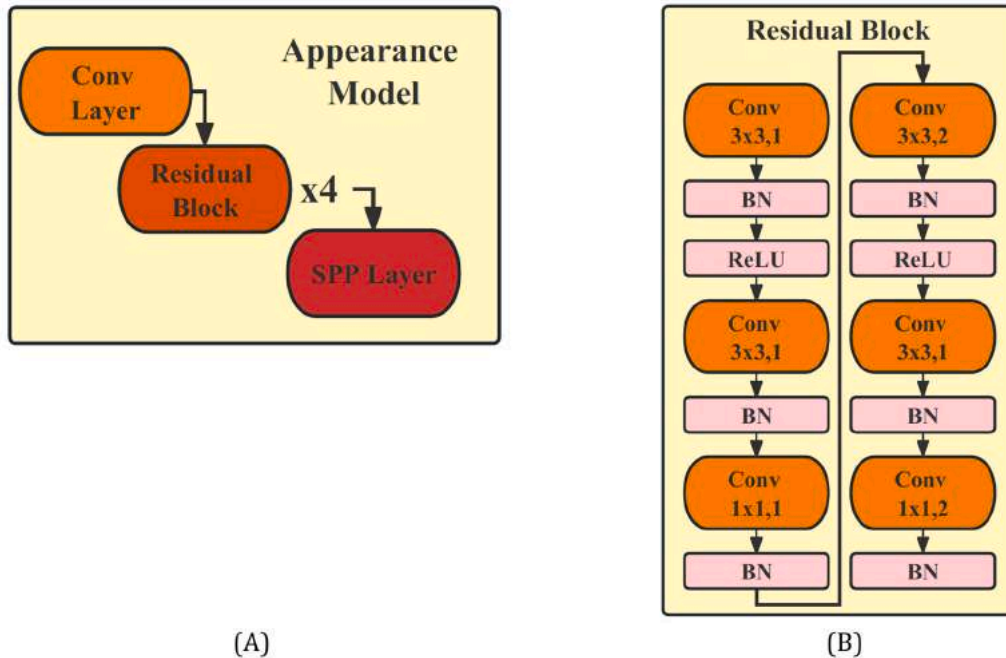 Appearance
Model
Conv
Layer
Residual
Block
x4
SPP Layer
(A)
Residual Block
Conv
3x3,1
BN
ReLU
Conv
3x3,1
BN
Conv
1x1,1
BN
Conv
3x3,2
BN
ReLU
Conv
3x3,1
BN
Conv
1x1,2
BN
(B)